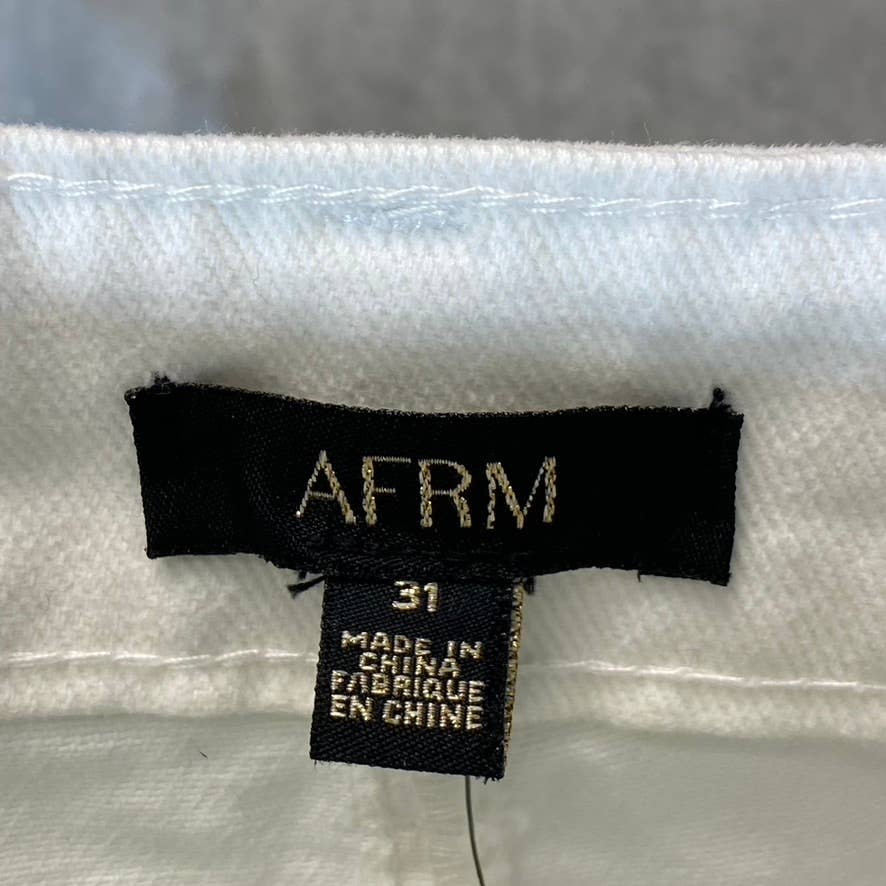 AFRM
31
MADE IN
CHINA
FABRIQUE
EN CHINE